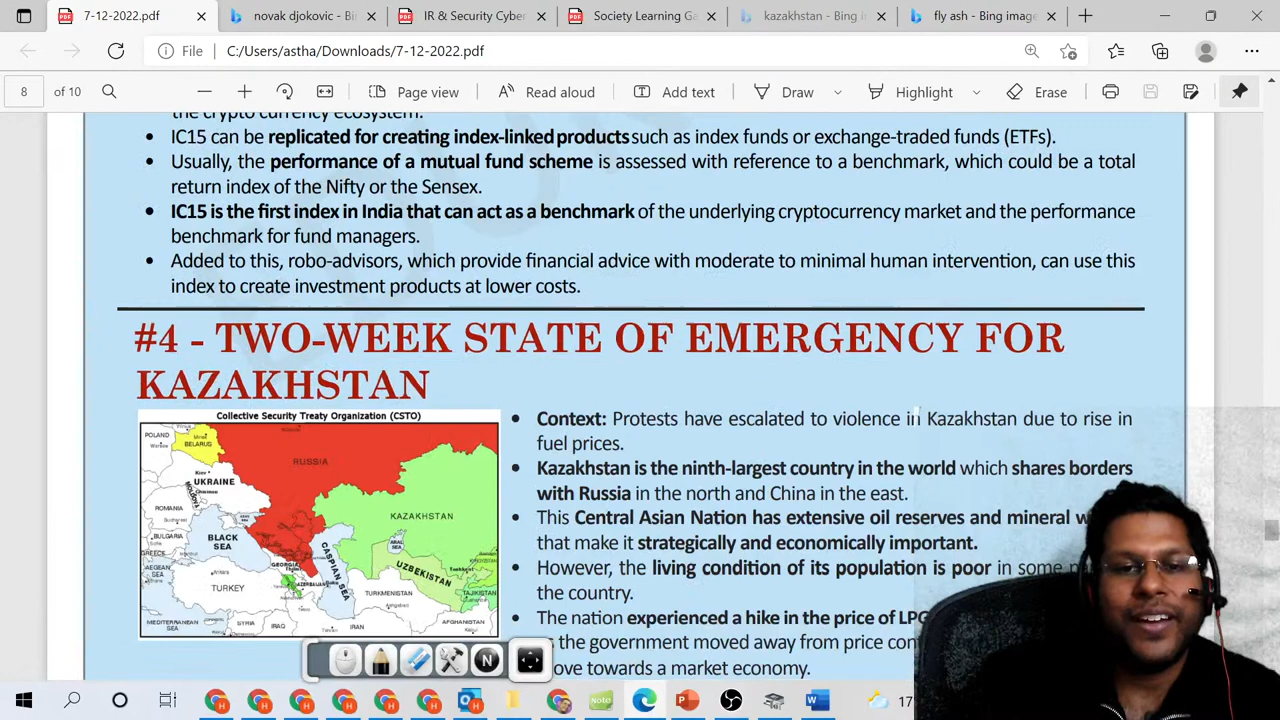 7-12-2022.pdf
novak djokovic - Bi
IR & Security Cyber
Society Learning Ga
kazakhstan - Bing i
fly ash - Bing image
File
C:/Users/astha/Downloads/7-12-2022.pdf
8 of 10
Page view
Read aloud
Add text
Draw
Highlight
Erase
the crypto currency ecosystem.
• IC15 can be replicated for creating index-linked products such as index funds or exchange-traded funds (ETFs).
• Usually, the performance of a mutual fund scheme is assessed with reference to a benchmark, which could be a total
return index of the Nifty or the Sensex.
• IC15 is the first index in India that can act as a benchmark of the underlying cryptocurrency market and the performance
benchmark for fund managers.
• Added to this, robo-advisors, which provide financial advice with moderate to minimal human intervention, can use this
index to create investment products at lower costs.
#4 - TWO-WEEK STATE OF EMERGENCY FOR
KAZAKHSTAN
Collective Security Treaty Organization (CSTO)
POLAND
BELARUS
RUSSIA
UKRAINE
MOLDOVA
ROMANIA
KAZAKHSTAN
BULGARIA
BLACK
SEA
ARAL
SEA
GREECE
CASPIAN SEA
GEORGIA
UZBEKISTAN
AEGEAN
SEA
AZERBAIJAN
TURKEY
TURKMENISTAN
TAJIKISTAN
MEDITERRANEAN
SEA
SYRIA
IRAQ
IRAN
AFGHANISTAN
• Context: Protests have escalated to violence in Kazakhstan due to rise in
fuel prices.
• Kazakhstan is the ninth-largest country in the world which shares borders
with Russia in the north and China in the east.
• This Central Asian Nation has extensive oil reserves and mineral
that make it strategically and economically important.
• However, the living condition of its population is poor in some
the country.
• The nation experienced a hike in the price of LPG
the government moved away from price
towards a market economy.
N
Note
17